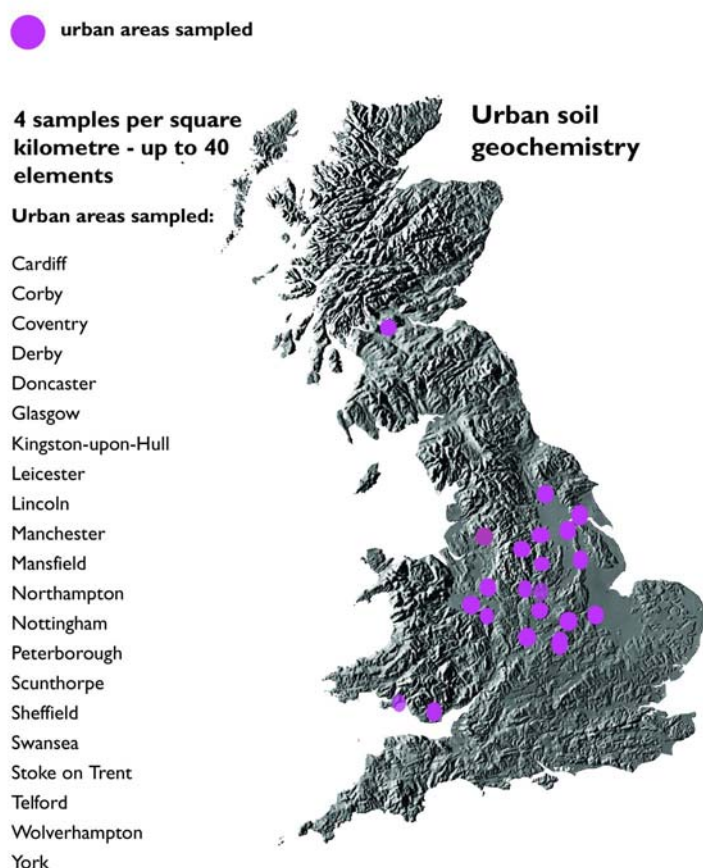 urban areas sampled
4 samples per square
kilometre - up to 40
elements
Urban soil
geochemistry
Urban areas sampled:
Cardiff
Corby
Coventry
Derby
Doncaster
Glasgow
Kingston-upon-Hull
Leicester
Lincoln
Manchester
Mansfield
Northampton
Nottingham
Peterborough
Scunthorpe
Sheffield
Swansea
Stoke on Trent
Telford
Wolverhampton
York